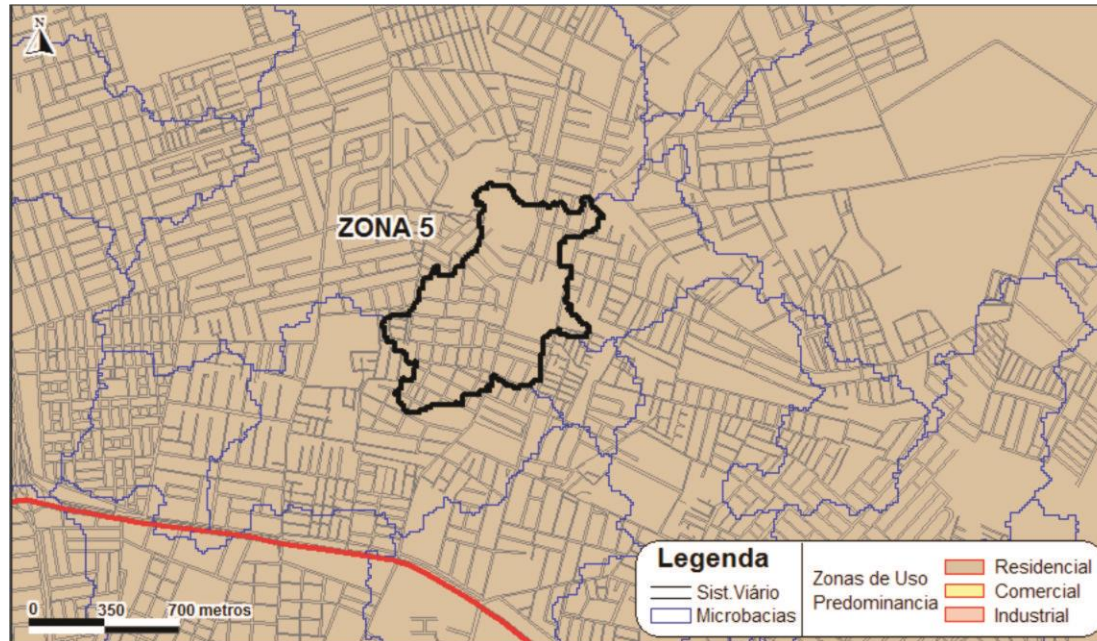 N
ZONA 5
Legenda
Sist.Viário
Microbacias
Zonas de Uso
Predominancia
Residencial
Comercial
Industrial
0 350 700 metros